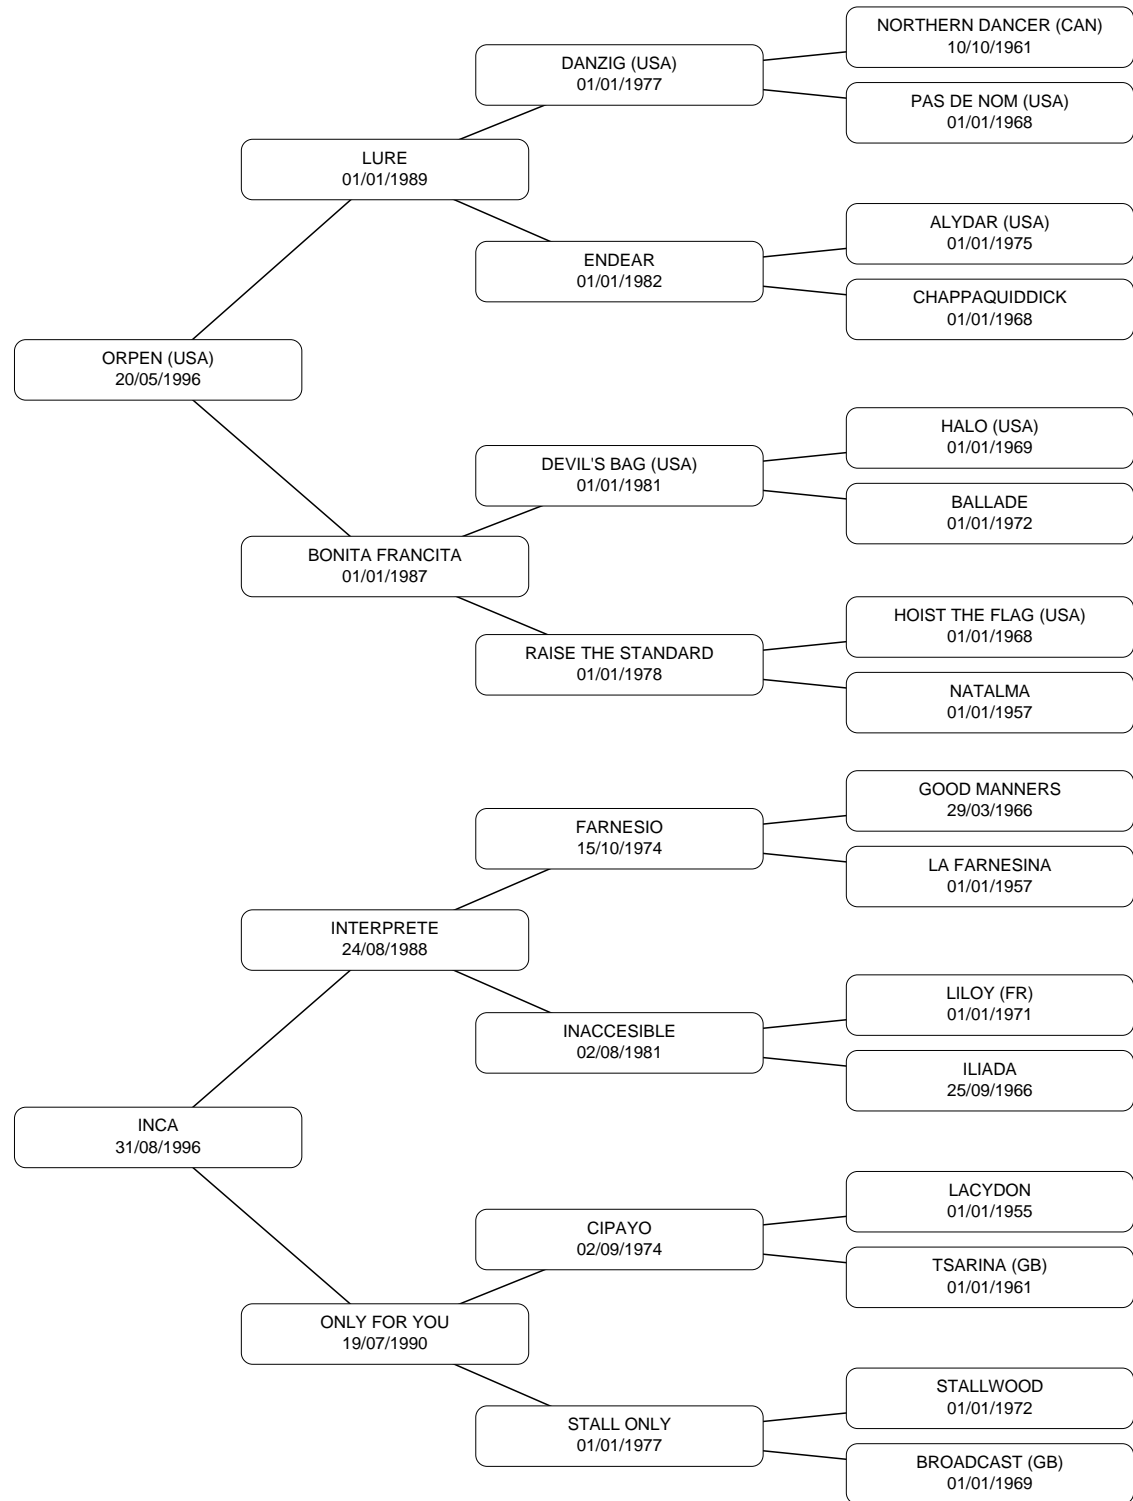 NORTHERN DANCER (CAN)
10/10/1961
DANZIG (USA)
01/01/1977
PAS DE NOM (USA)
01/01/1968
LURE
01/01/1989
ALYDAR (USA)
01/01/1975
ENDEAR
01/01/1982
CHAPPAQUIDDICK
01/01/1968
ORPEN (USA)
20/05/1996
HALO (USA)
01/01/1969
DEVIL'S BAG (USA)
01/01/1981
BALLADE
01/01/1972
BONITA FRANCITA
01/01/1987
HOIST THE FLAG (USA)
01/01/1968
RAISE THE STANDARD
01/01/1978
NATALMA
01/01/1957
GOOD MANNERS
29/03/1966
FARNESIO
15/10/1974
LA FARNESINA
01/01/1957
INTERPRETE
24/08/1988
LILOY (FR)
01/01/1971
INACCESIBLE
02/08/1981
ILIADA
25/09/1966
INCA
31/08/1996
LACYDON
01/01/1955
CIPAYO
02/09/1974
TSARINA (GB)
01/01/1961
ONLY FOR YOU
19/07/1990
STALLWOOD
01/01/1972
STALL ONLY
01/01/1977
BROADCAST (GB)
01/01/1969